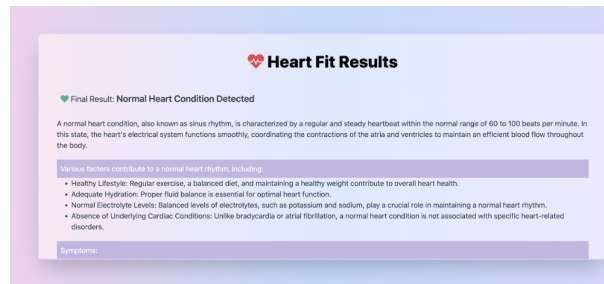 Heart Fit Results
Final Result: Normal Heart Condition Detected
A normal heart condition, also known as sinus rhythm, is characterized by a regular and steady heartbeat within the normal range of 60 to 100 beats per minute. In
this state, the heart's electrical system functions smoothly, coordinating the contractions of the atria and ventricles to maintain an efficient blood flow throughout
the body.
Various factors contribute to a normal heart rhythm, including:
• Healthy Lifestyle: Regular exercise, a balanced diet, and maintaining a healthy weight contribute to overall heart health.
• Adequate Hydration: Proper fluid balance is essential for optimal heart function.
• Normal Electrolyte Levels: Balanced levels of electrolytes, such as potassium and sodium, play a crucial role in maintaining a normal heart rhythm.
• Absence of Underlying Cardiac Conditions: Unlike bradycardia or atrial fibrillation, a normal heart condition is not associated with specific heart-related
disorders.
Symptoms: